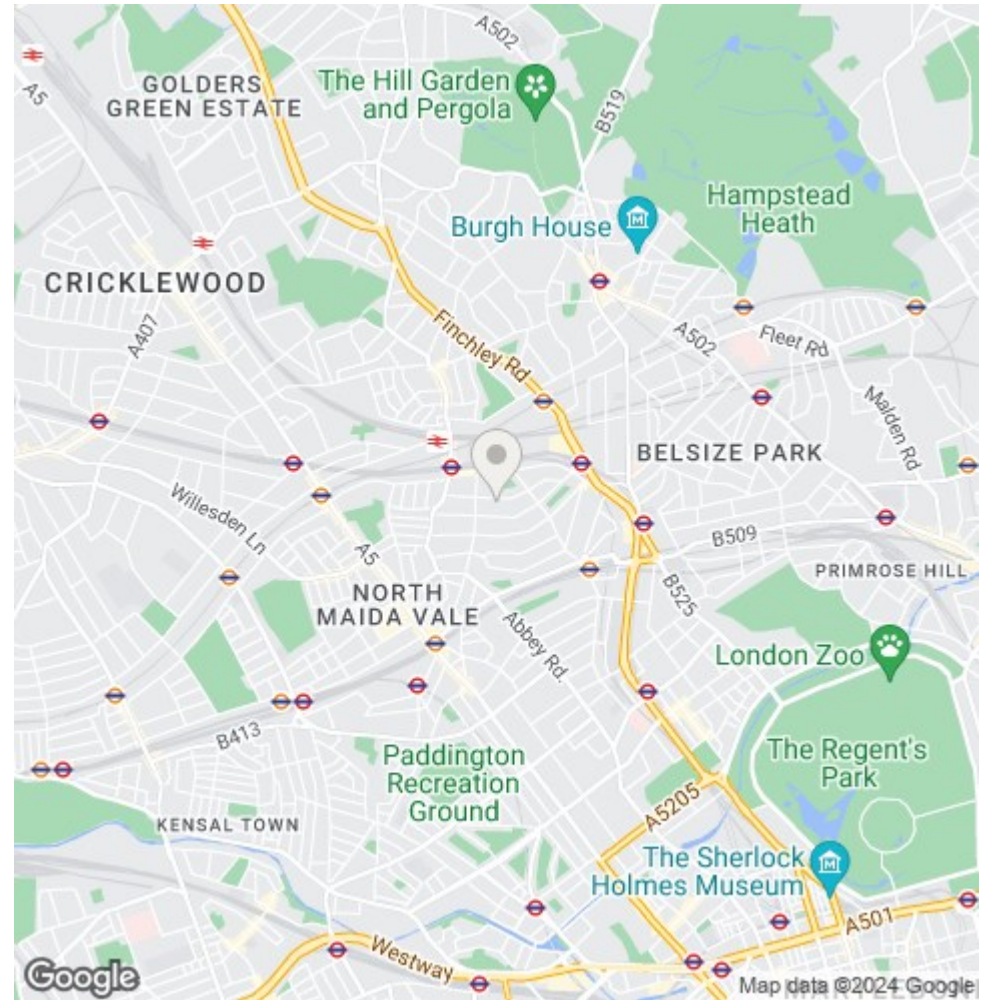 A502
GOLDERS
GREEN ESTATE
The Hill Garden
and Pergola
A5
B519
Hampstead
Heath
Burgh House
CRICKLEWOOD
A407
Finchley Rd
A502
Fleet Rd
Malden Rd
BELSIZE PARK
Willesden Ln
A5
B509
PRIMROSE HILL
NORTH
MAIDA VALE
B525
Abbey Rd.
London Zoo
B413
Paddington
Recreation
Ground
The Regent's
Park
A5205
KENSAL TOWN
The Sherlock
Holmes Museum
A501
Westway
Google
Map data ©2024 Google